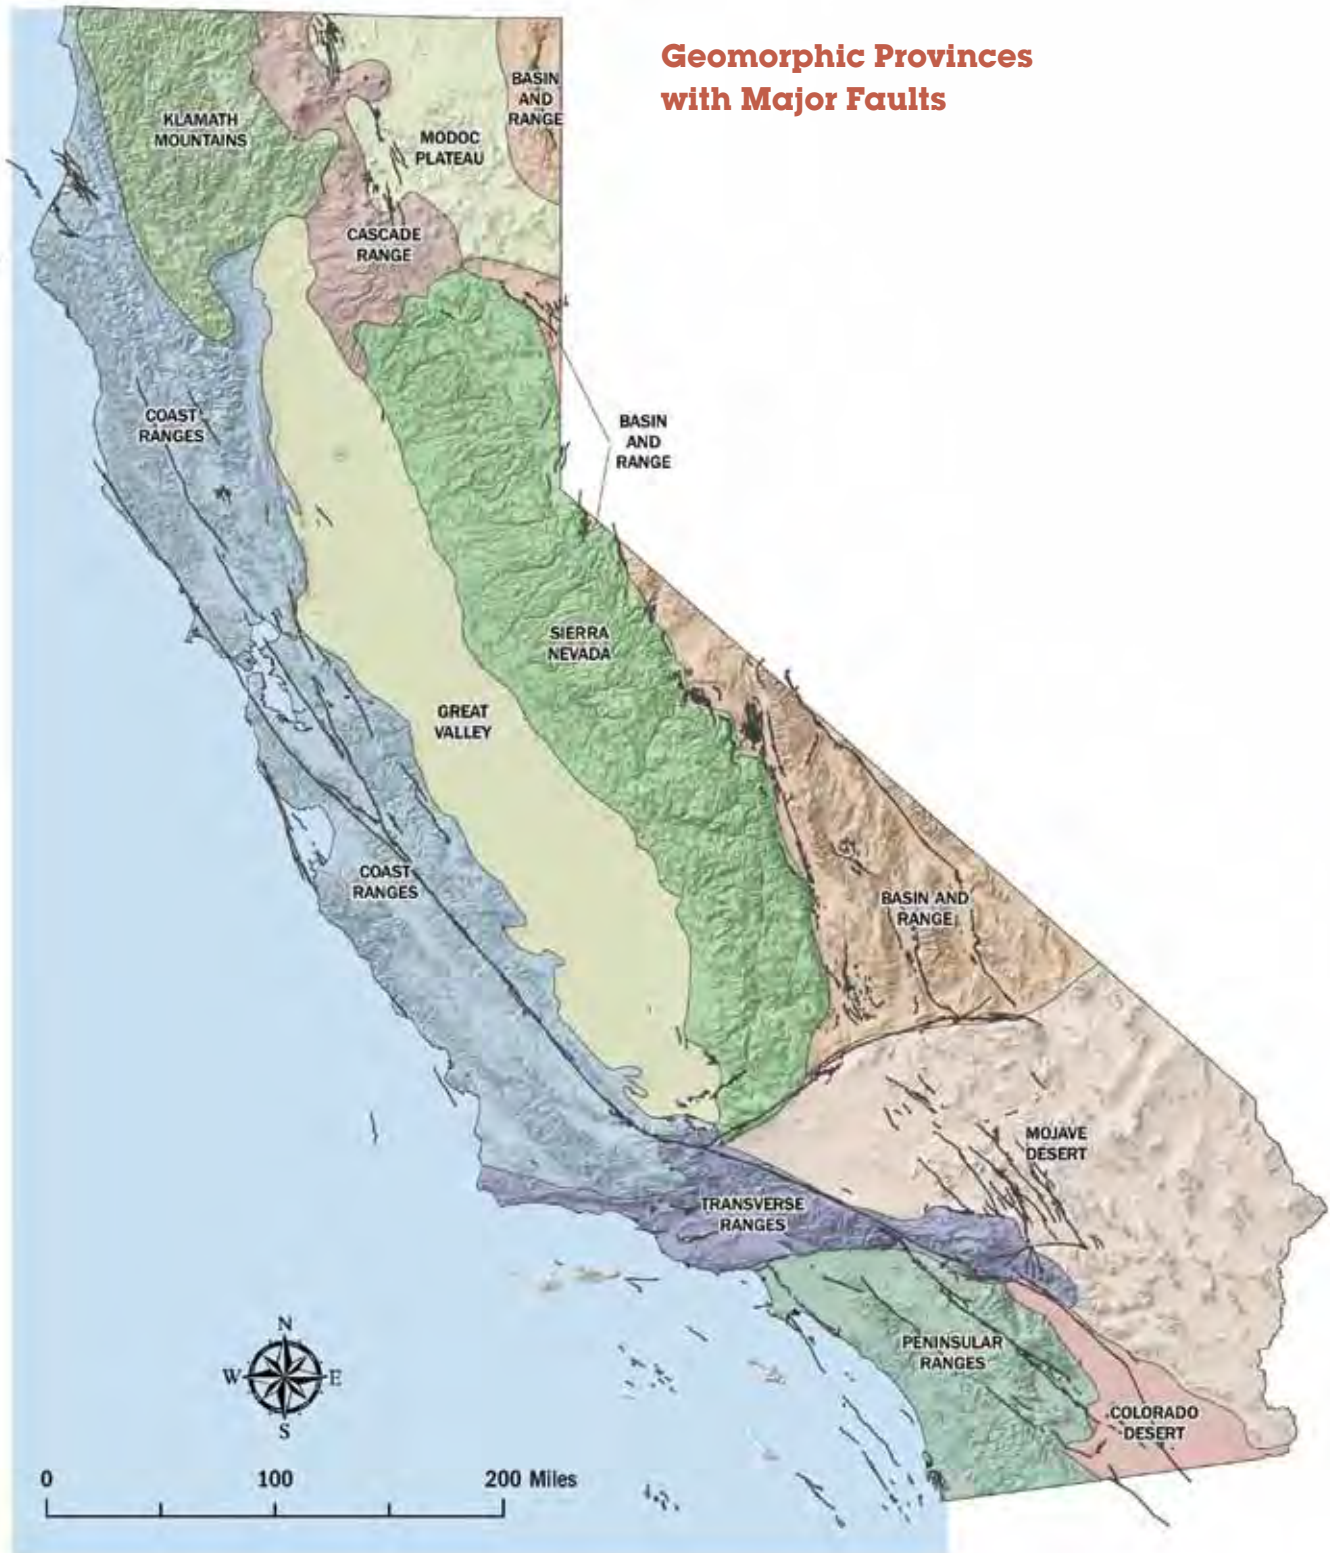 Geomorphic Provinces
with Major Faults
BASIN
AND
RANGE
KLAMATH
MOUNTAINS
MODOC
PLATEAU
CASCADE
RANGE
COAST
RANGES
BASIN
AND
RANGE
SIERRA
NEVADA
GREAT
VALLEY
COAST
RANGES
BASIN AND
RANGE
MOJAVE
DESERT
TRANSVERSE
RANGES
PENINSULAR
RANGES
COLORADO
DESERT
N
W E
S
0 100 200 Miles